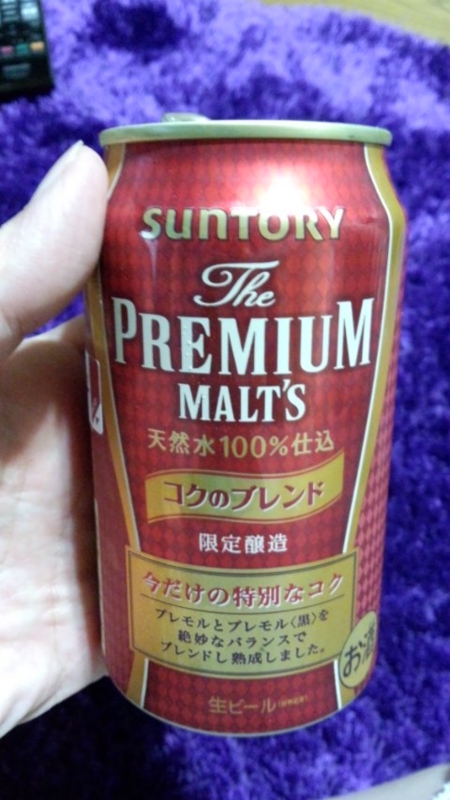 SUNTORY
The
PREMIUM
MALT'S
天然水100%仕込
コクのブレンド
限定醸造
今だけの特別なコク
プレモルとプレモル〈黒〉を
絶妙なバランスで
ブレンドし熟成しました。
お酒
生ビール